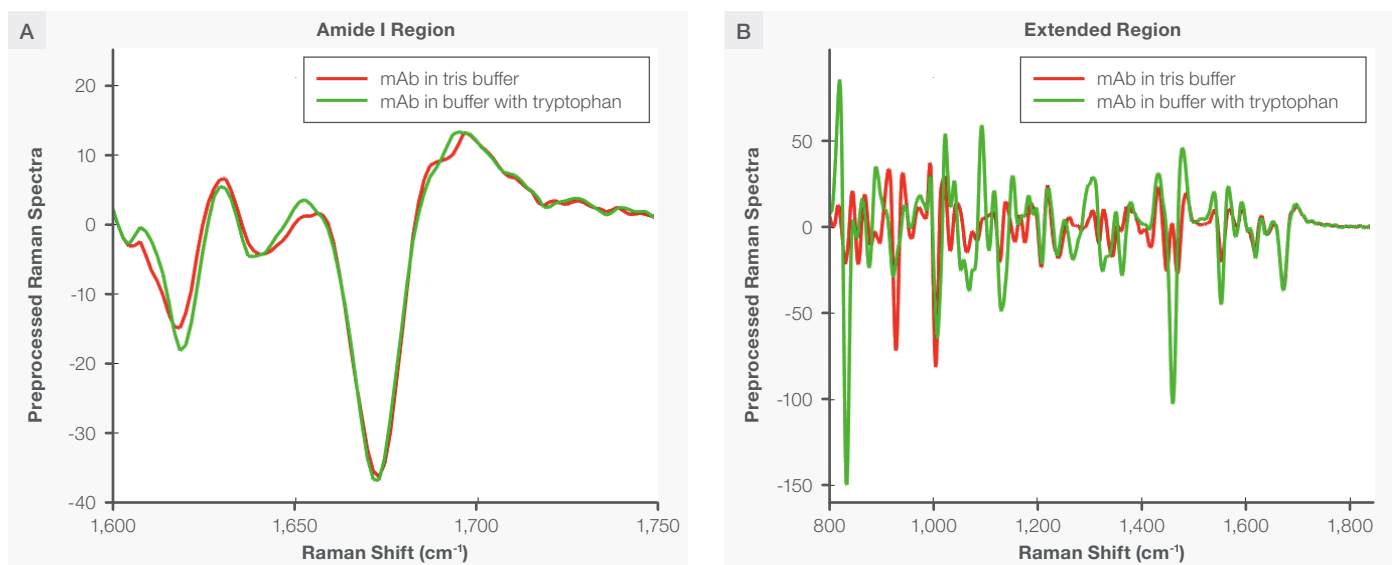 A
Amide I Region
mAb in tris buffer
mAb in buffer with tryptophan
Preprocessed Raman Spectra
20
10
0
-10
-20
-30
-40
1,600
1,650
1,700
1,750
Raman Shift (cm⁻¹)
B
Extended Region
mAb in tris buffer
mAb in buffer with tryptophan
Preprocessed Raman Spectra
50
0
-50
-100
-150
800
1,000
1,200
1,400
1,600
1,800
Raman Shift (cm⁻¹)